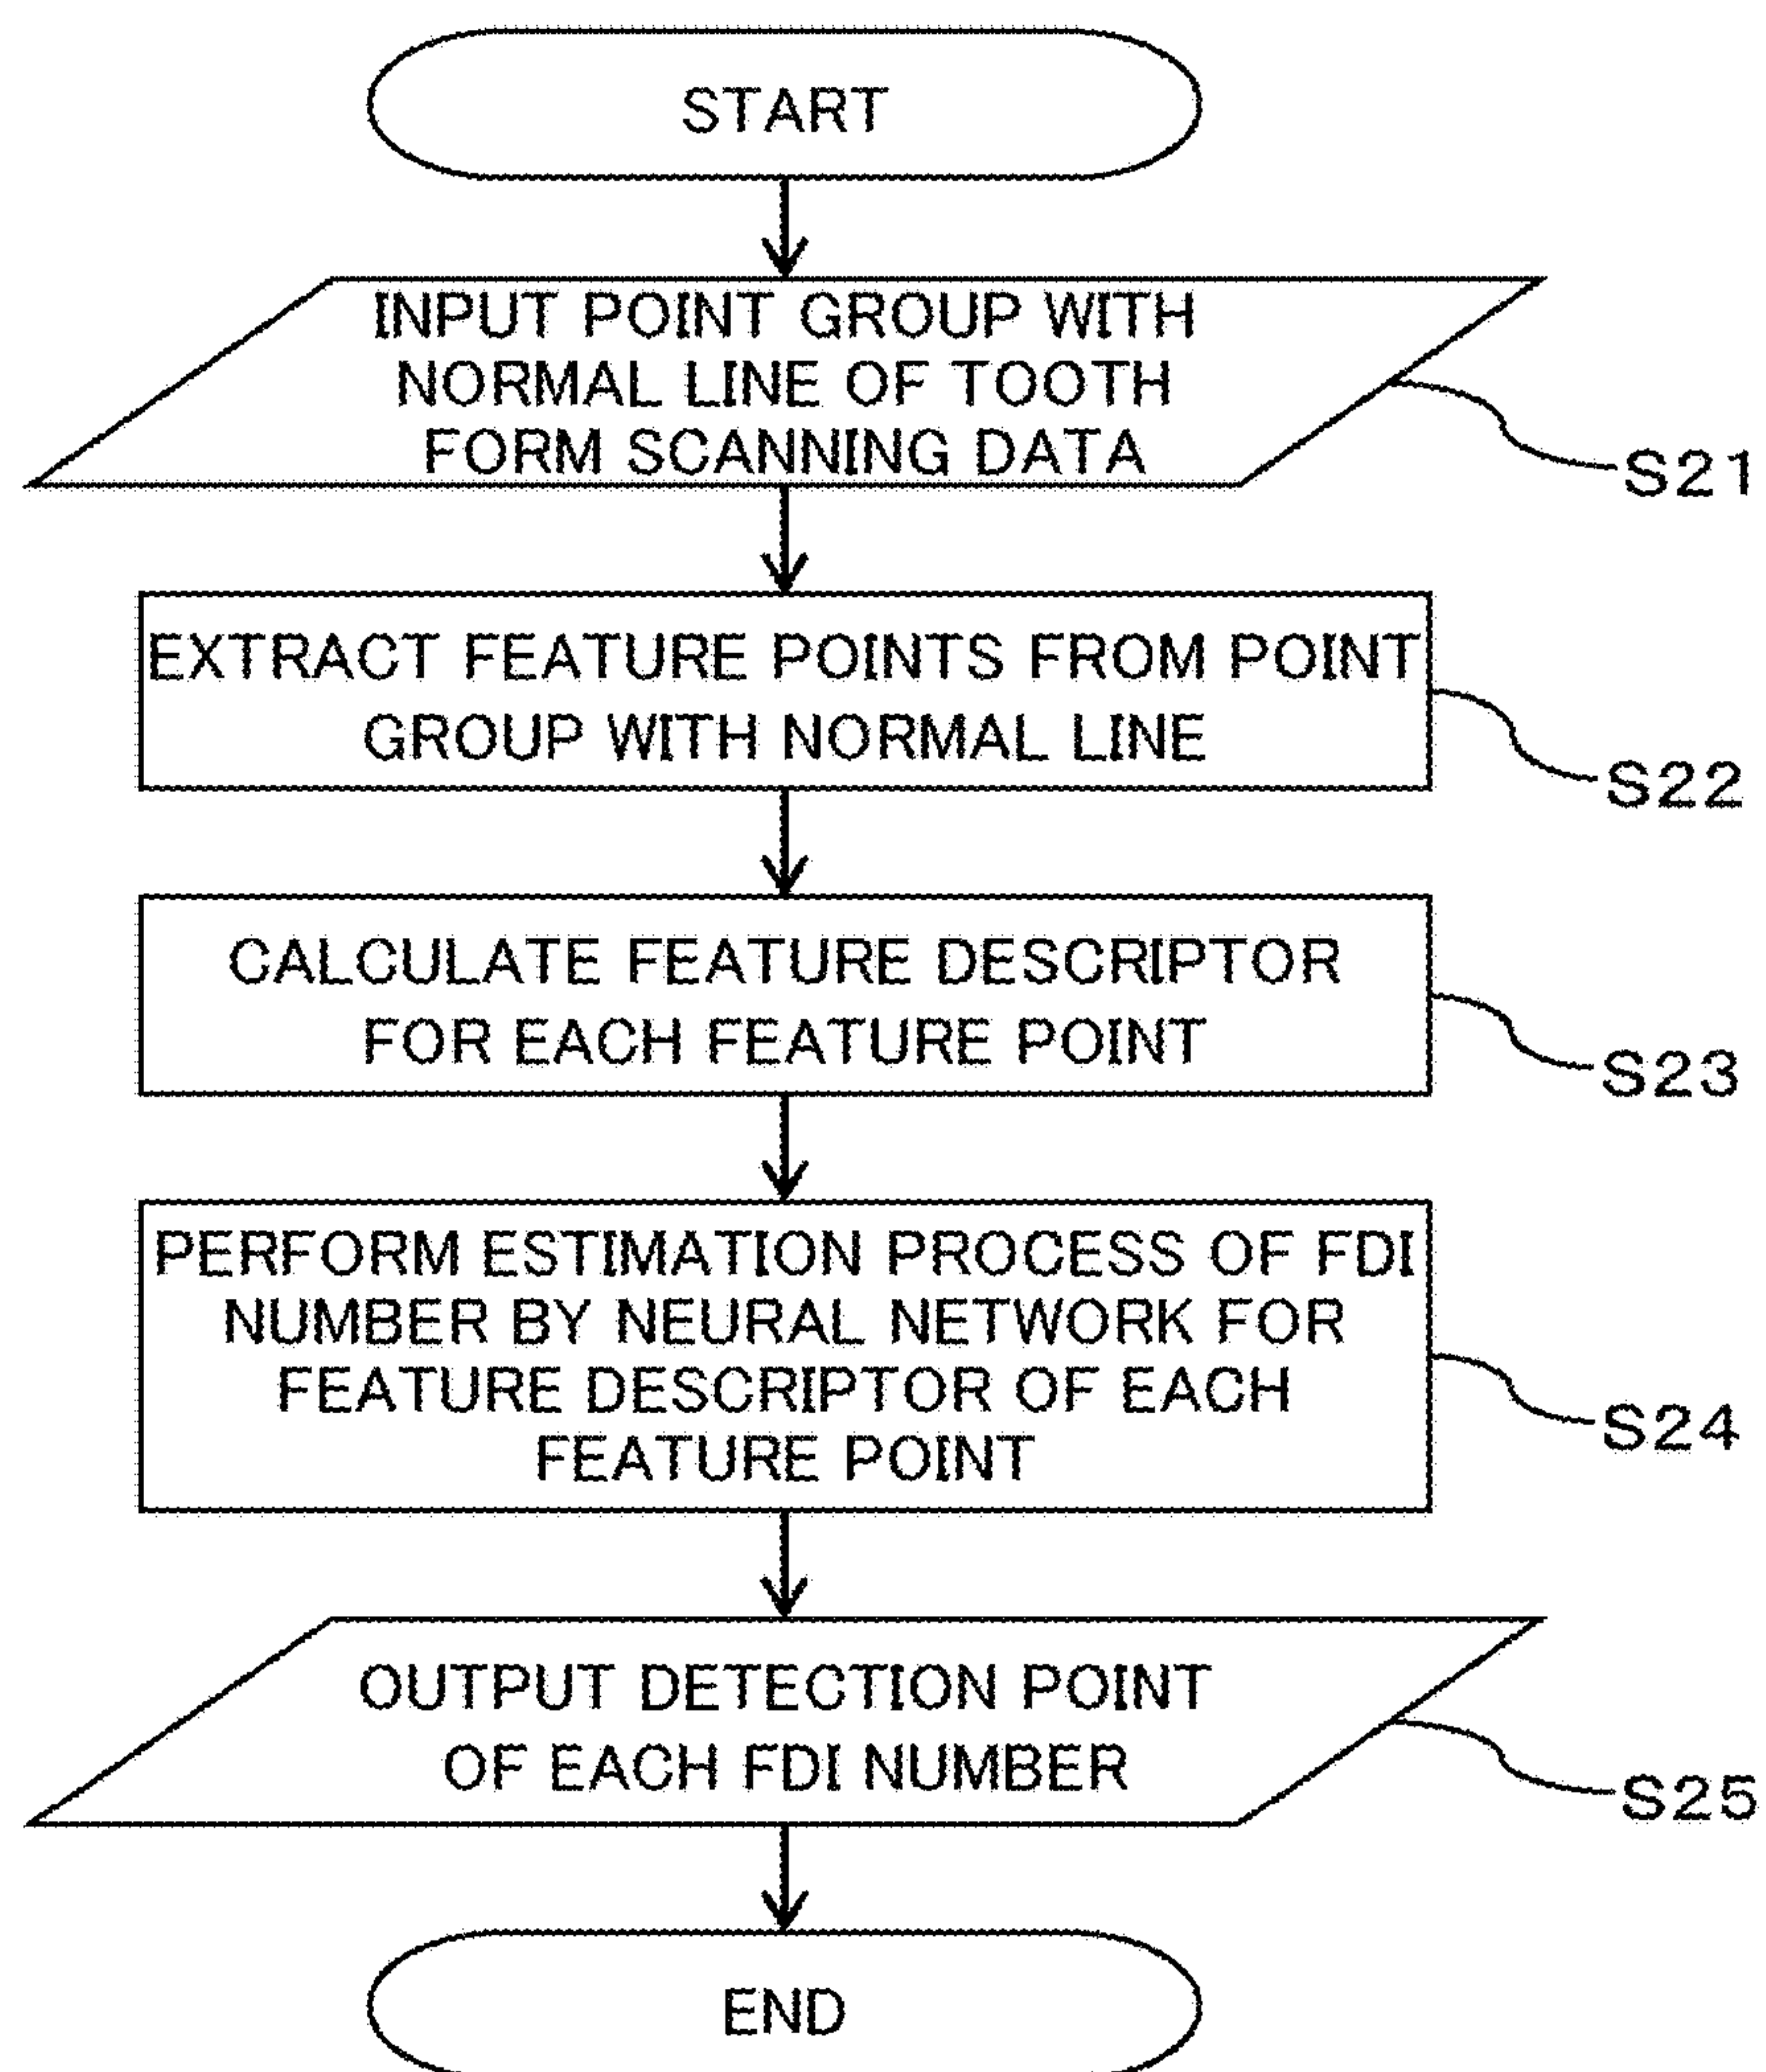 START
INPUT POINT GROUP WITH
NORMAL LINE OF TOOTH
FORM SCANNING DATA
S21
EXTRACT FEATURE POINTS FROM POINT
GROUP WITH NORMAL LINE
S22
CALCULATE FEATURE DESCRIPTOR
FOR EACH FEATURE POINT
S23
PERFORM ESTIMATION PROCESS OF FDI
NUMBER BY NEURAL NETWORK FOR
FEATURE DESCRIPTOR OF EACH
FEATURE POINT
S24
OUTPUT DETECTION POINT
OF EACH FDI NUMBER
S25
END